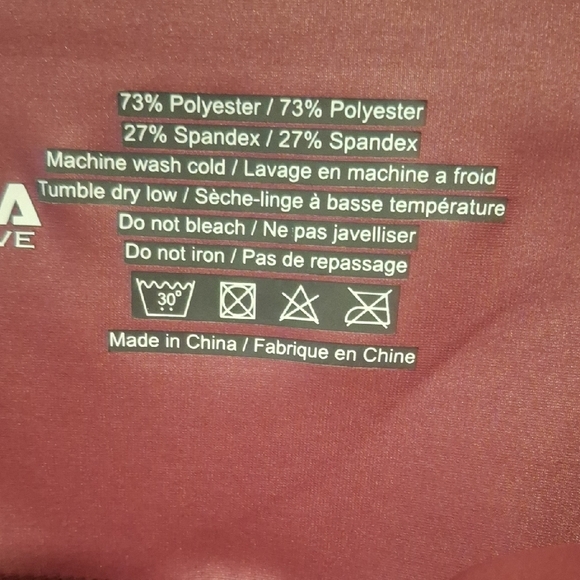 73% Polyester / 73% Polyester
27% Spandex / 27% Spandex
Machine wash cold / Lavage en machine a froid
Tumble dry low / Sèche-linge à basse température
Do not bleach / Ne pas javelliser
Do not iron / Pas de repassage
30°
Made in China / Fabrique en Chine
A
VE